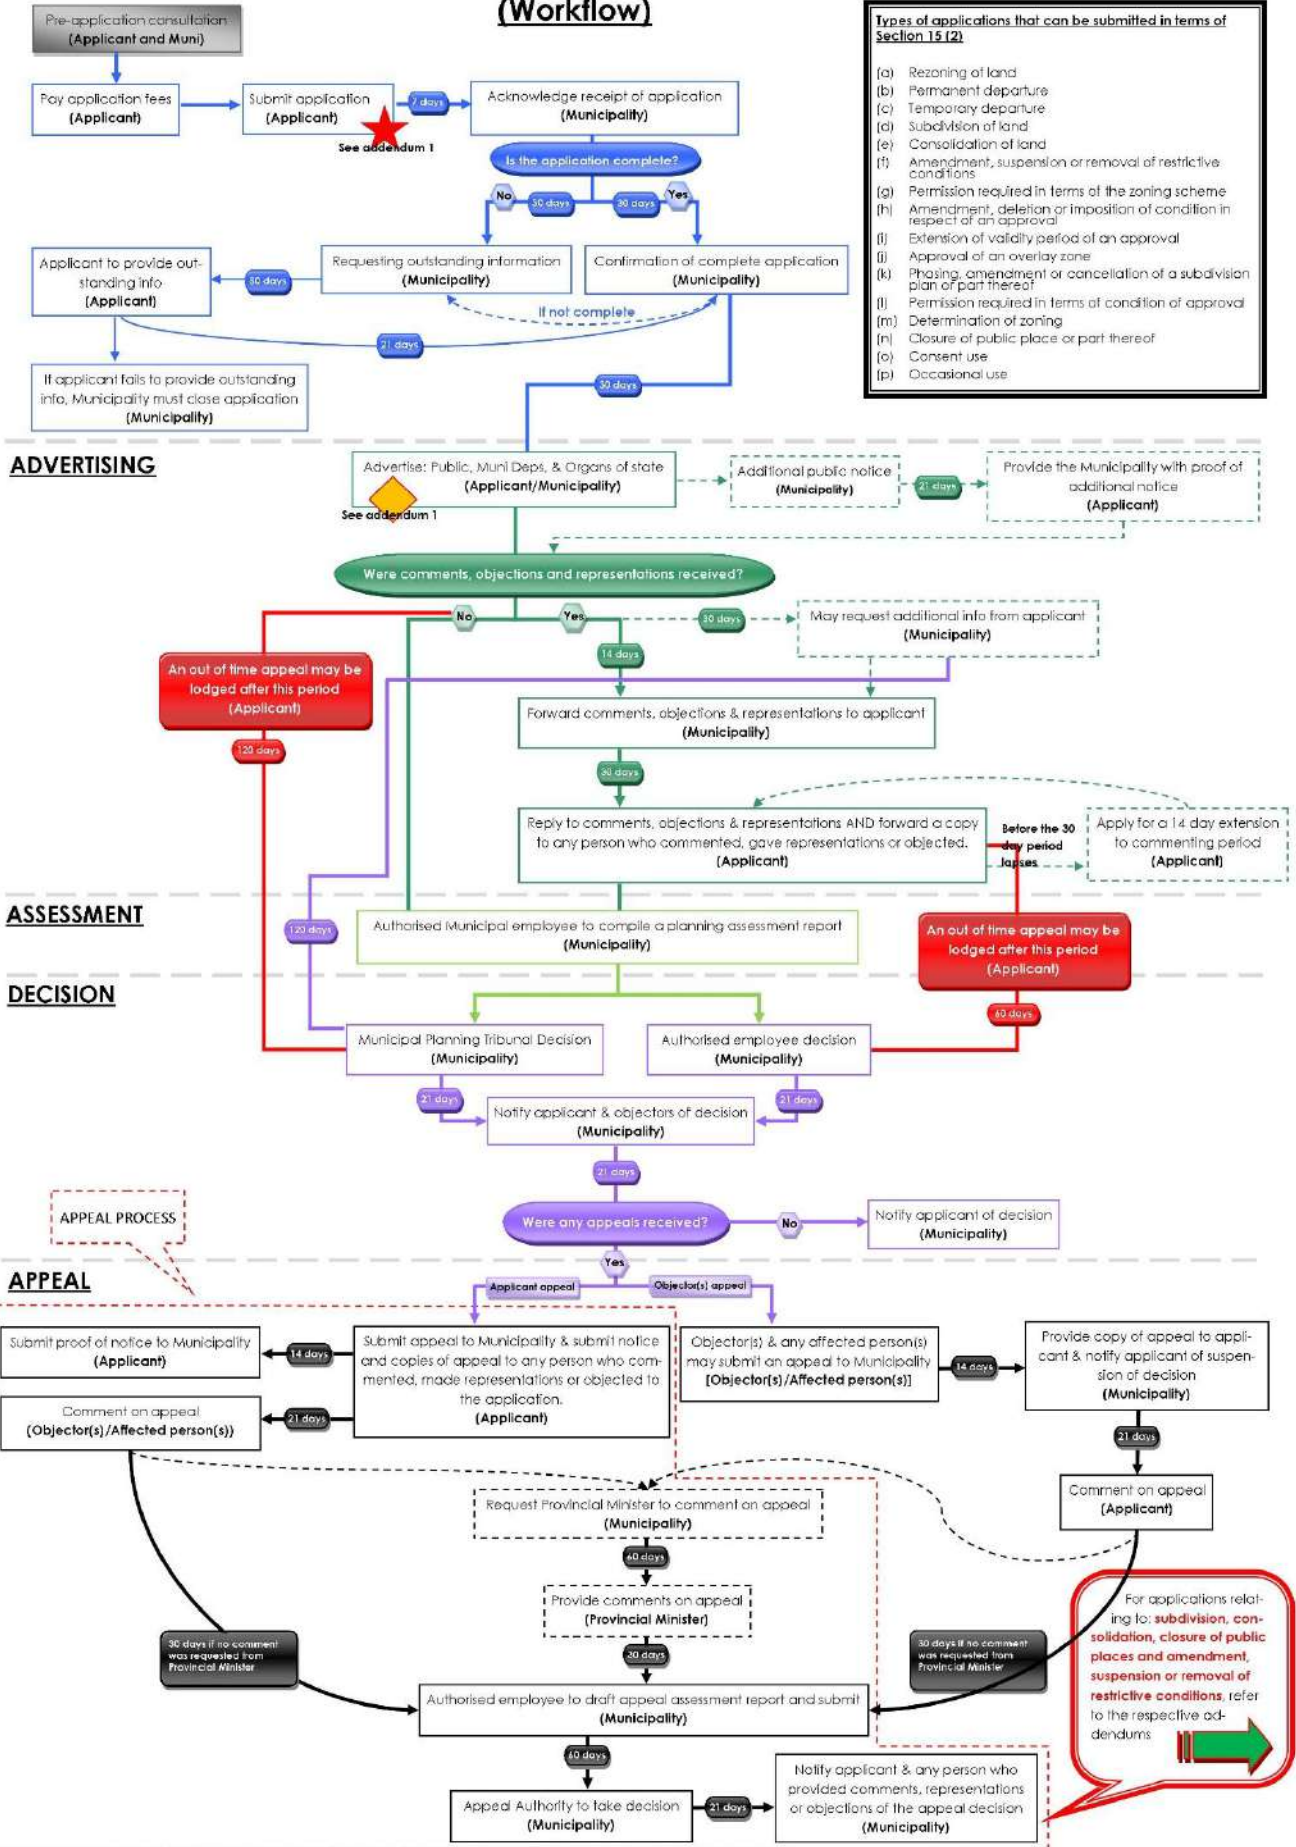 (Workflow)
Pre-application consultation
(Applicant and Muni)
Pay application fees
(Applicant)
Submit application
(Applicant)
See addendum 1
7 days
Acknowledge receipt of application
(Municipality)
Is the application complete?
No
30 days
30 days
Yes
Applicant to provide out-
standing info
(Applicant)
Requesting outstanding information
(Municipality)
Confirmation of complete application
(Municipality)
If not complete
21 days
If applicant fails to provide outstanding
info, Municipality must close application
(Municipality)
30 days
Types of applications that can be submitted in terms of
Section 15 (2)
(a) Rezoning of land
(b) Permanent departure
(c) Temporary departure
(d) Subdivision of land
(e) Consolidation of land
(f) Amendment, suspension or removal of restrictive
conditions
(g) Permission required in terms of the zoning scheme
(h) Amendment, deletion or imposition of condition in
respect of an approval
(i) Extension of validity period of an approval
(j) Approval of an overlay zone
(k) Phasing, amendment or cancellation of a subdivision
plan or part thereof
(l) Permission required in terms of condition of approval
(m) Determination of zoning
(n) Closure of public place or part thereof
(o) Consent use
(p) Occasional use
ADVERTISING
Advertise: Public, Muni Deps, & Organs of state
(Applicant/Municipality)
See addendum 1
Additional public notice
(Municipality)
21 days
Provide the Municipality with proof of
additional notice
(Applicant)
Were comments, objections and representations received?
No
Yes
30 days
May request additional info from applicant
(Municipality)
14 days
An out of time appeal may be
lodged after this period
(Applicant)
120 days
Forward comments, objections & representations to applicant
(Municipality)
30 days
Reply to comments, objections & representations AND forward a copy
to any person who commented, gave representations or objected.
(Applicant)
Before the 30
day period
lapses
Apply for a 14 day extension
to commenting period
(Applicant)
ASSESSMENT
120 days
Authorised Municipal employee to compile a planning assessment report
(Municipality)
An out of time appeal may be
lodged after this period
(Applicant)
60 days
DECISION
Municipal Planning Tribunal Decision
(Municipality)
Authorised employee decision
(Municipality)
21 days
21 days
Notify applicant & objectors of decision
(Municipality)
21 days
Were any appeals received?
No
Notify applicant of decision
(Municipality)
APPEAL PROCESS
Yes
APPEAL
Applicant appeal
Objector(s) appeal
Submit proof of notice to Municipality
(Applicant)
14 days
Submit appeal to Municipality & submit notice
and copies of appeal to any person who com-
mented, made representations or objected to
the application.
(Applicant)
Objector(s) & any affected person(s)
may submit an appeal to Municipality
[Objector(s)/Affected person(s)]
14 days
Provide copy of appeal to appli-
cant & notify applicant of suspen-
sion of decision
(Municipality)
Comment on appeal
(Objector(s)/Affected person(s))
21 days
21 days
Comment on appeal
(Applicant)
Request Provincial Minister to comment on appeal
(Municipality)
60 days
Provide comments on appeal
(Provincial Minister)
30 days if no comment
was requested from
Provincial Minister
30 days if no comment
was requested from
Provincial Minister
Authorised employee to draft appeal assessment report and submit
(Municipality)
60 days
Appeal Authority to take decision
(Municipality)
21 days
Notify applicant & any person who
provided comments, representations
or objections of the appeal decision
(Municipality)
For applications relat-
ing to: subdivision, con-
solidation, closure of public
places and amendment,
suspension or removal of
restrictive conditions, refer
to the respective ad-
dendums